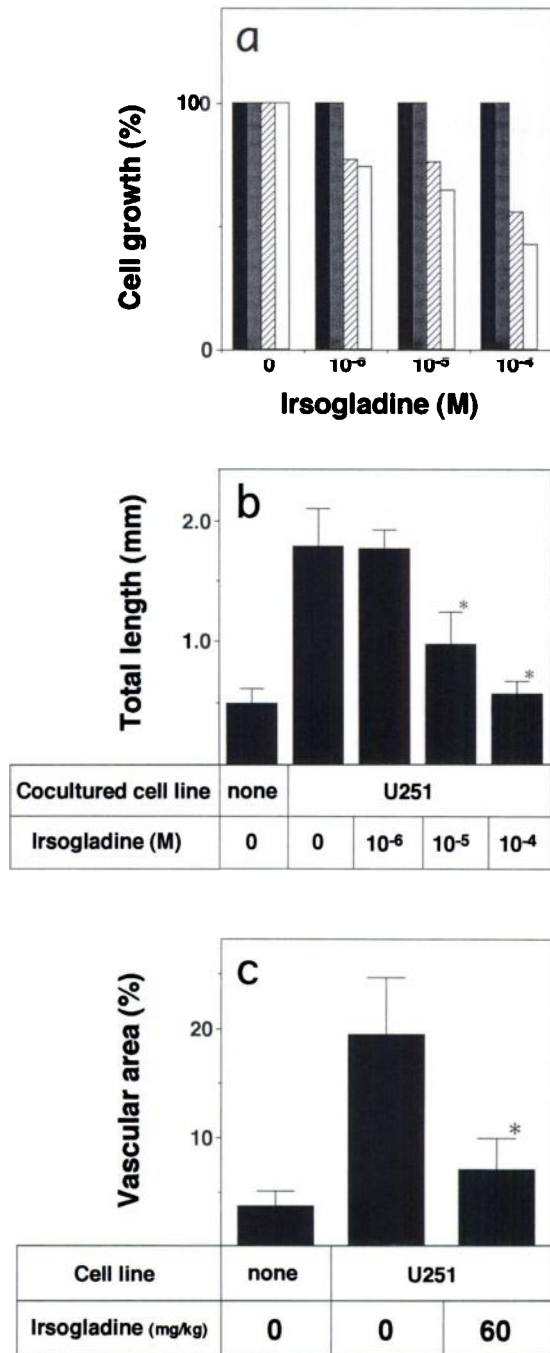 a
Cell growth (%)
100
0
0 10⁻⁶ 10⁻⁵ 10⁻⁴
Irsogladine (M)
b
Total length (mm)
2.0
1.0
*
*
Cocultured cell line none U251
Irsogladine (M) 0 0 10⁻⁶ 10⁻⁵ 10⁻⁴
c
Vascular area (%)
20
10
*
Cell line none U251
Irsogladine (mg/kg) 0 0 60